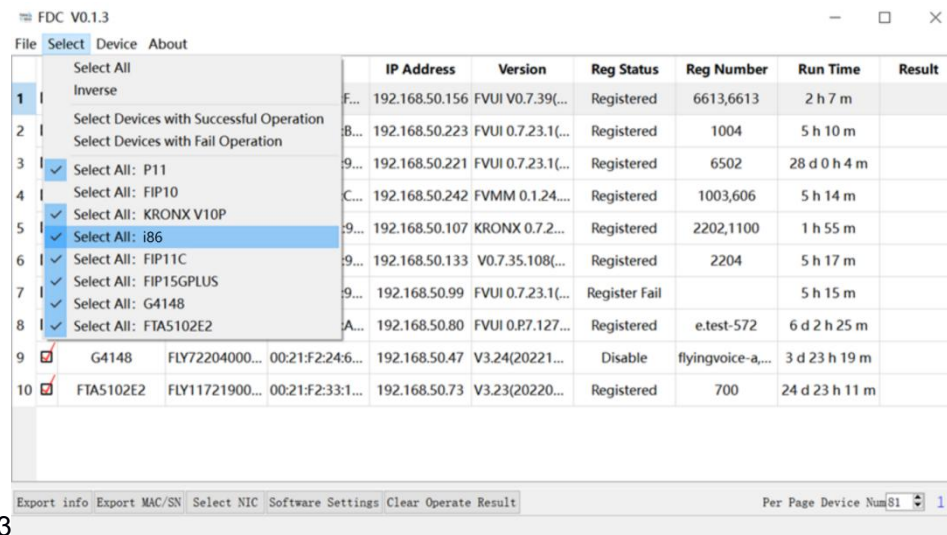 FDC V0.1.3
File Select Device About
Select All
Inverse
Select Devices with Successful Operation
Select Devices with Fail Operation
Select All: P11
Select All: FIP10
Select All: KRONX V10P
Select All: i86
Select All: FIP11C
Select All: FIP15GPLUS
Select All: G4148
Select All: FTA5102E2
IP Address Version Reg Status Reg Number Run Time Result
1 F... 192.168.50.156 FVUI V0.7.39(... Registered 6613,6613 2 h 7 m
2 :B... 192.168.50.223 FVUI 0.7.23.1(... Registered 1004 5 h 10 m
3 :9... 192.168.50.221 FVUI 0.7.23.1(... Registered 6502 28 d 0 h 4 m
4 C... 192.168.50.242 FVMM 0.1.24.... Registered 1003,606 5 h 14 m
5 :9... 192.168.50.107 KRONX 0.7.2... Registered 2202,1100 1 h 55 m
6 :9... 192.168.50.133 V0.7.35.108(... Registered 2204 5 h 17 m
7 :9... 192.168.50.99 FVUI 0.7.23.1(... Register Fail 5 h 15 m
8 :A... 192.168.50.80 FVUI 0.P.7.127... Registered e.test-572 6 d 2 h 25 m
9 G4148 FLY72204000... 00:21:F2:24:6... 192.168.50.47 V3.24(20221... Disable flyingvoice-a,... 3 d 23 h 19 m
10 FTA5102E2 FLY11721900... 00:21:F2:33:1... 192.168.50.73 V3.23(20220... Registered 700 24 d 23 h 11 m
Export info Export MAC/SN Select NIC Software Settings Clear Operate Result Per Page Device Num 81 1
3